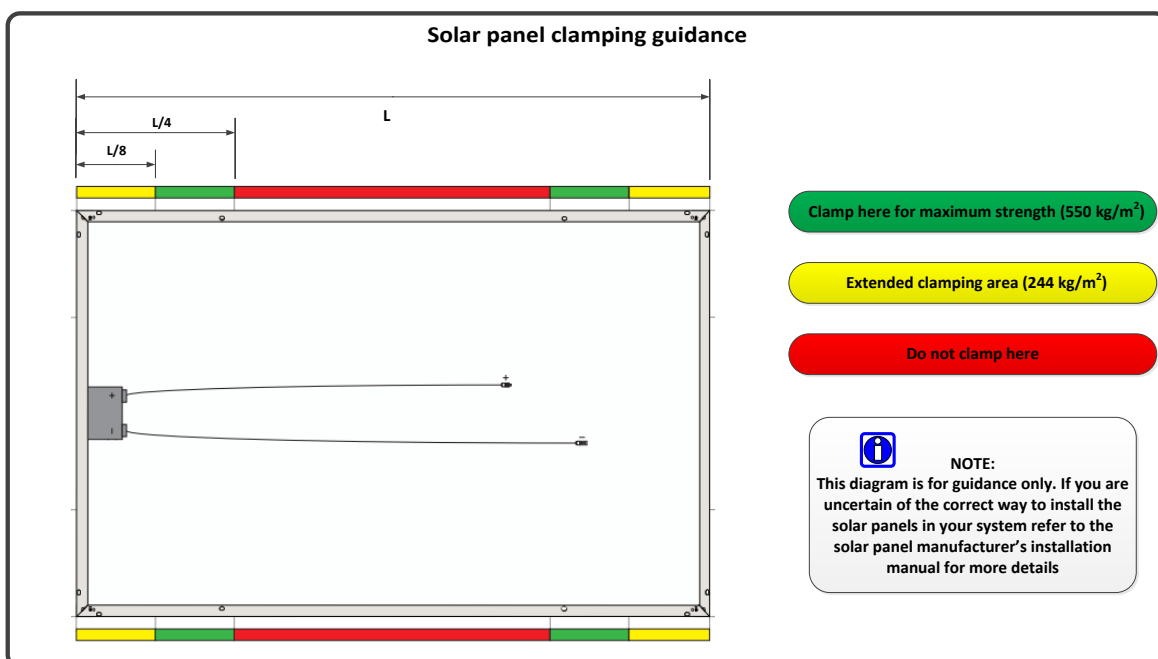 Solar panel clamping guidance
L
L/4
L/8
Clamp here for maximum strength (550 kg/m²)
Extended clamping area (244 kg/m²)
Do not clamp here
+
+
−
−
NOTE:
This diagram is for guidance only. If you are
uncertain of the correct way to install the
solar panels in your system refer to the
solar panel manufacturer’s installation
manual for more details